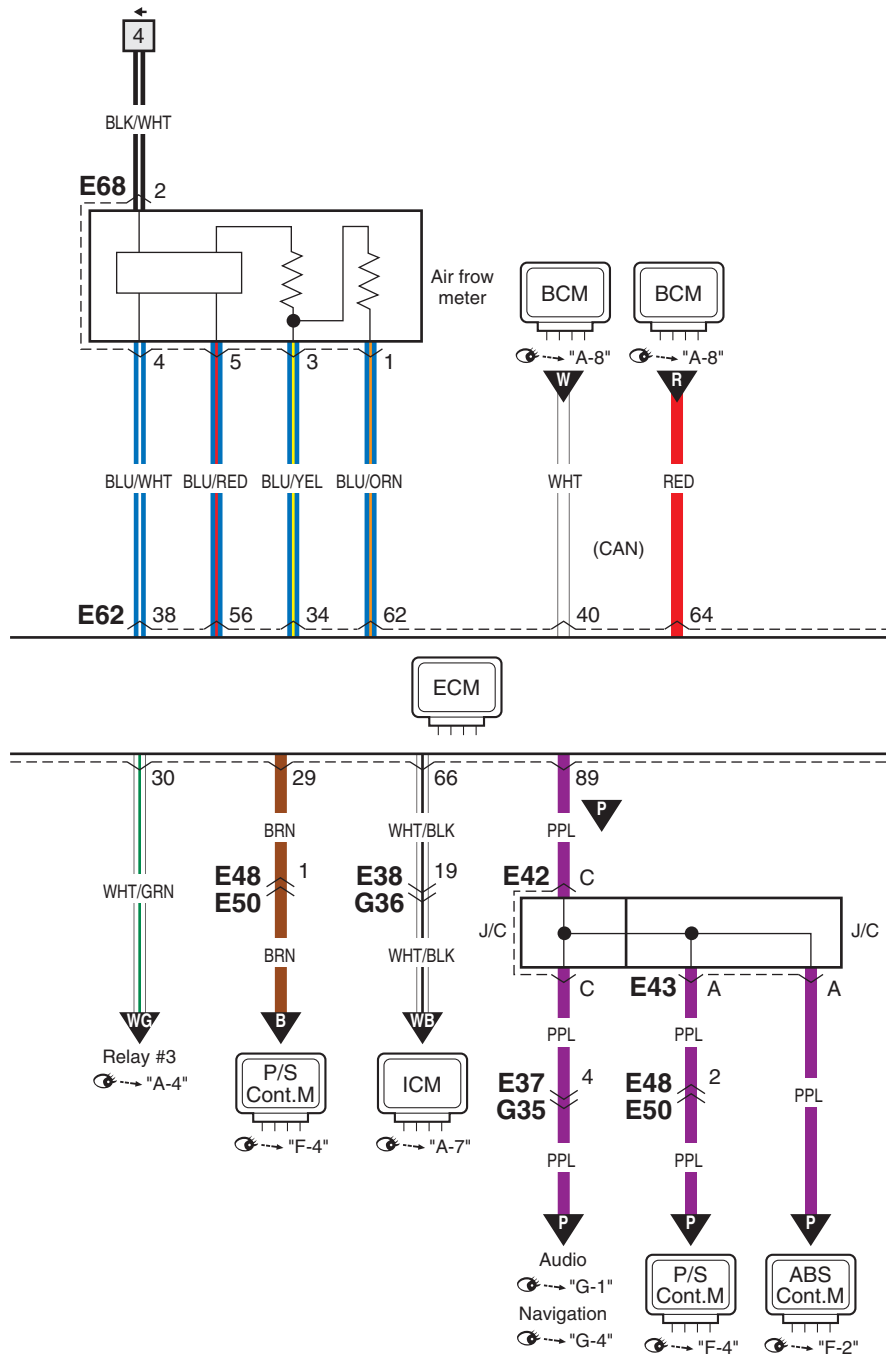 4
BLK/WHT
E68 2
Air frow
meter
BCM BCM
"A-8" "A-8"
4 5 3 1
W R
BLU/WHT BLU/RED BLU/YEL BLU/ORN WHT RED
(CAN)
E62 38 56 34 62 40 64
ECM
30 29 66 89
P
BRN WHT/BLK PPL
E48 1 E38 19 E42 C
E50 G36
WHT/GRN
J/C J/C
BRN WHT/BLK
C E43 A A
WG B WB
PPL PPL
Relay #3
"A-4"
P/S
Cont.M
ICM
E37 4 E48 2
G35 E50
PPL
"F-4" "A-7"
PPL PPL
P P P
Audio
"G-1"
Navigation
"G-4"
P/S
Cont.M
ABS
Cont.M
"F-4" "F-2"